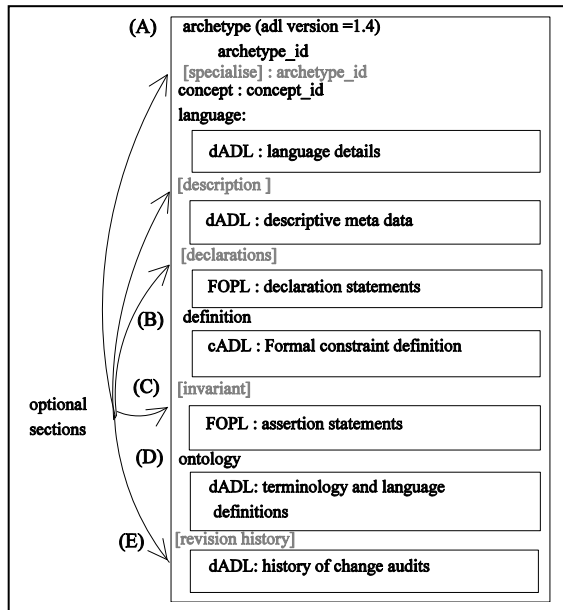 (A) archetype (adl version =1.4)
archetype_id
[specialise] : archetype_id
concept : concept_id
language:
dADL : language details
[description ]
dADL : descriptive meta data
[declarations]
FOPL : declaration statements
(B) definition
cADL : Formal constraint definition
(C) [invariant]
optional
sections
FOPL : assertion statements
(D) ontology
dADL: terminology and language
definitions
(E) [revision history]
dADL: history of change audits